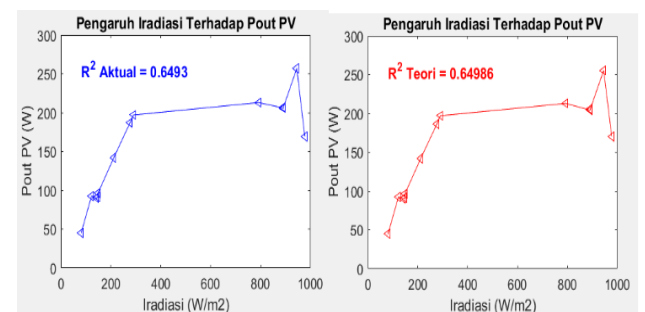 Pengaruh Iradiasi Terhadap Pout PV
300
250
200
150
100
50
0
Pout PV (W)
R2 Aktual = 0.6493
0 200 400 600 800 1000
Iradiasi (W/m2)
Pengaruh Iradiasi Terhadap Pout PV
300
250
200
150
100
50
0
Pout PV (W)
R2 Teori = 0.64986
0 200 400 600 800 1000
Iradiasi (W/m2)